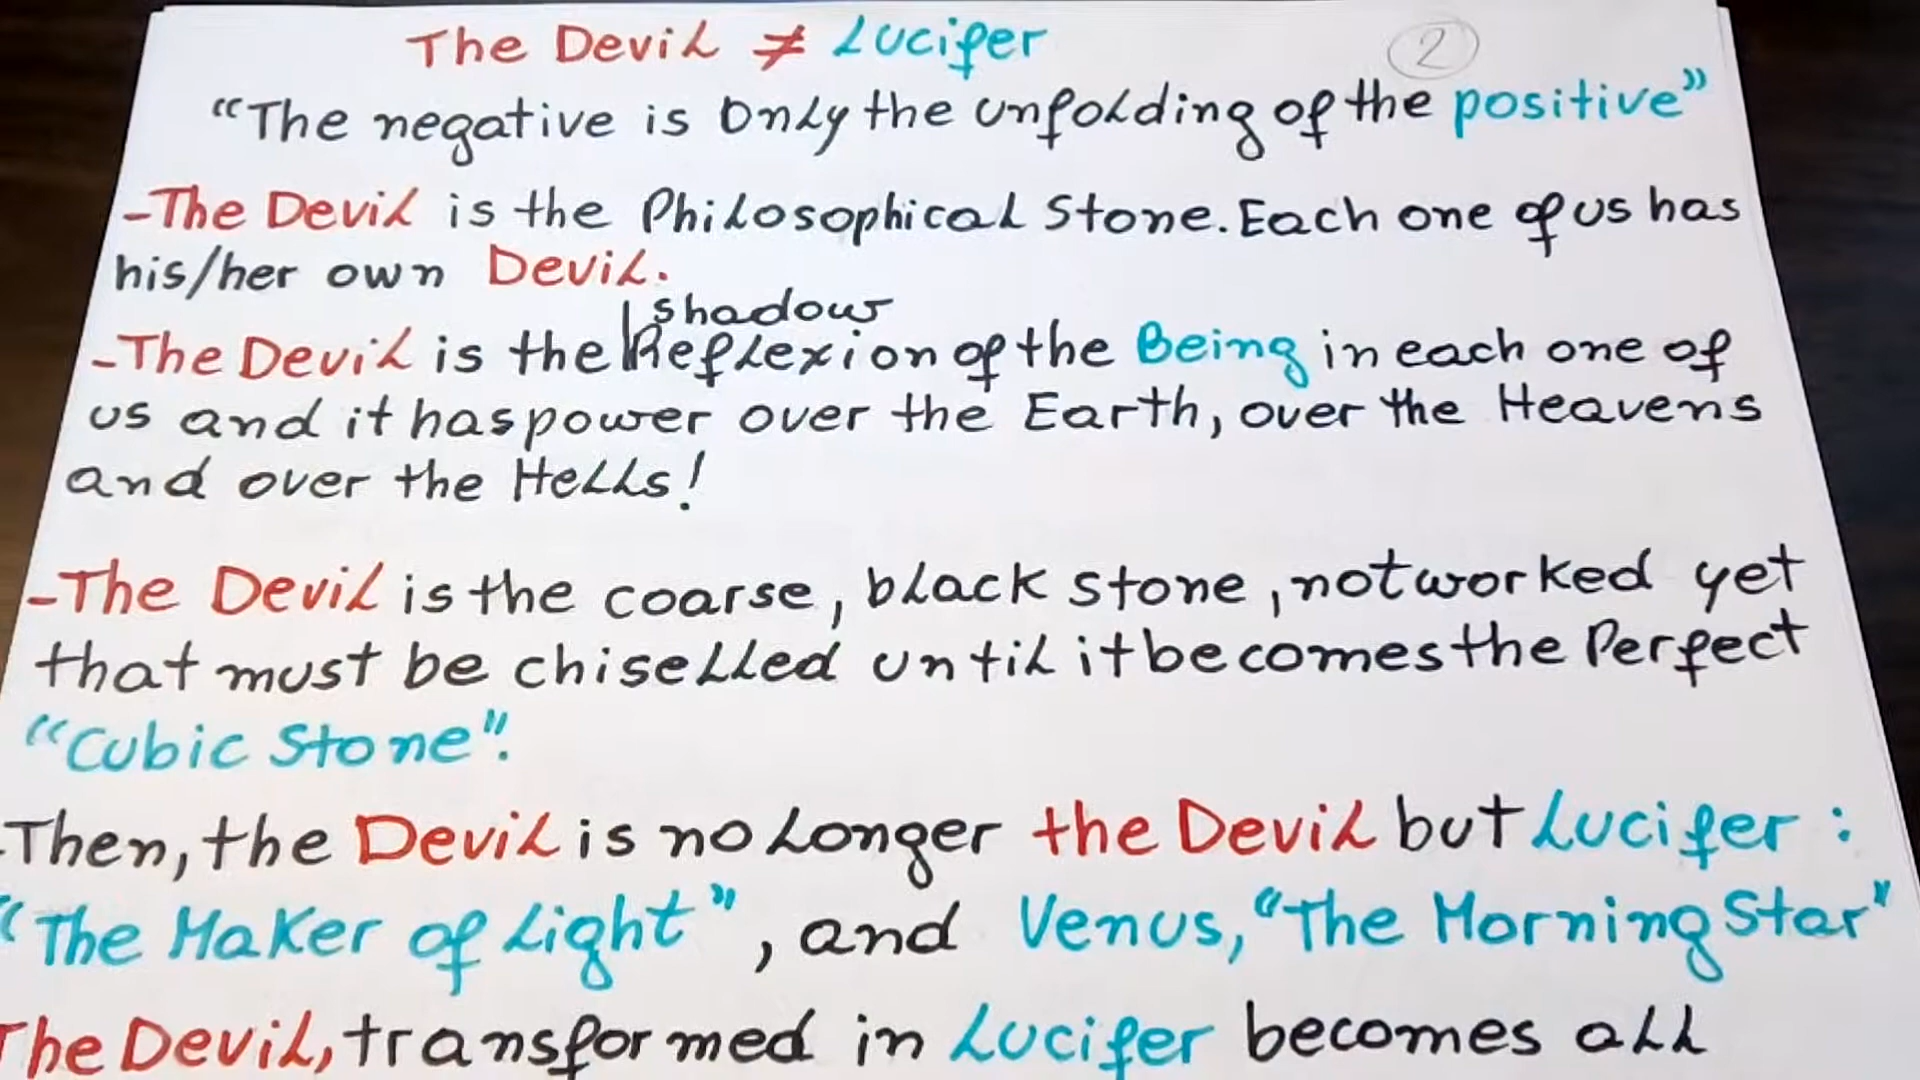 The Devil ≠ Lucifer
2
"The negative is only the unfolding of the positive"
-The Devil is the Philosophical Stone. Each one of us has
his/her own Devil.
shadow
-The Devil is the Reflexion of the Being in each one of
us and it has power over the Earth, over the Heavens
and over the Hells!
-The Devil is the coarse, black stone, not worked yet
that must be chiselled until it becomes the Perfect
"Cubic Stone".
-Then, the Devil is no longer the Devil but Lucifer:
"The Maker of Light", and Venus, "The Morning Star"
The Devil, transformed in Lucifer becomes all